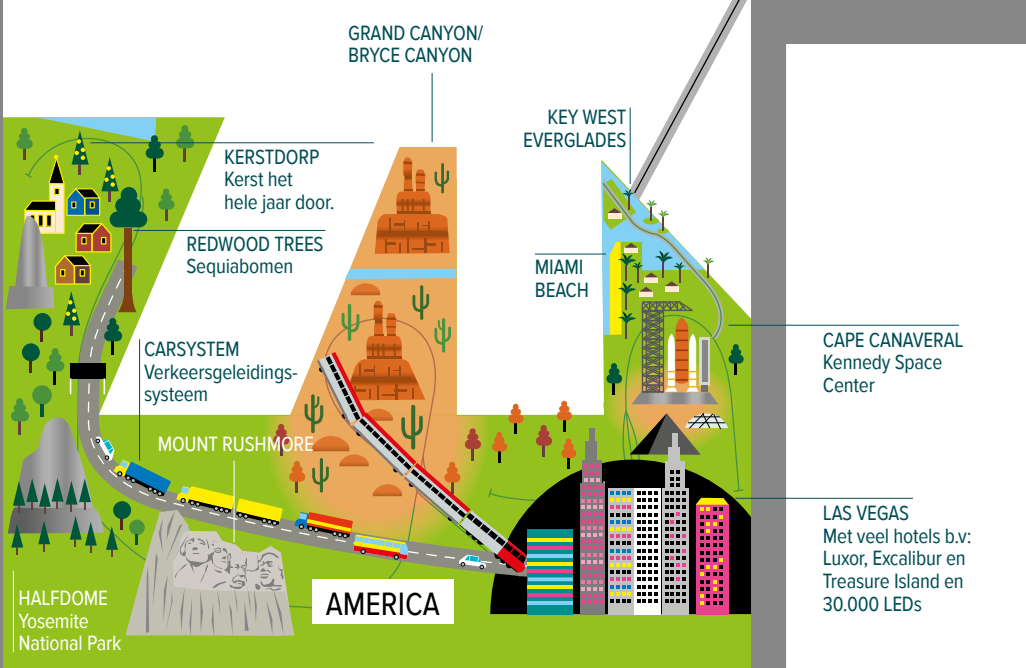 GRAND CANYON/
BRYCE CANYON
KEY WEST
EVERGLADES
KERSTDORP
Kerst het
hele jaar door.
REDWOOD TREES
Sequiabomen
MIAMI
BEACH
CARSYSTEM
Verkeersgeleidings-
systeem
CAPE CANAVERAL
Kennedy Space
Center
MOUNT RUSHMORE
LAS VEGAS
Met veel hotels b.v:
Luxor, Excalibur en
Treasure Island en
30.000 LEDs
HALFDOME
Yosemite
National Park
AMERICA